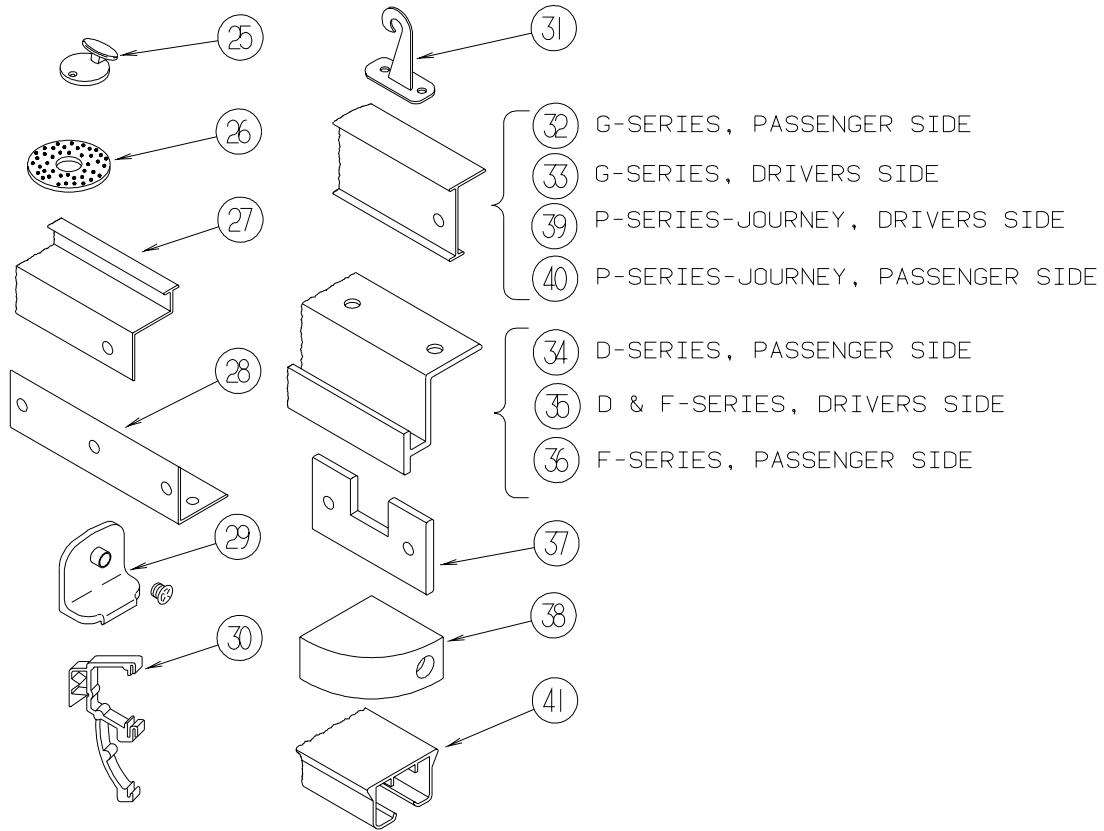 25
26
27
28
29
30
31
32 G-SERIES, PASSENGER SIDE
33 G-SERIES, DRIVERS SIDE
39 P-SERIES-JOURNEY, DRIVERS SIDE
40 P-SERIES-JOURNEY, PASSENGER SIDE
34 D-SERIES, PASSENGER SIDE
35 D & F-SERIES, DRIVERS SIDE
36 F-SERIES, PASSENGER SIDE
37
38
41